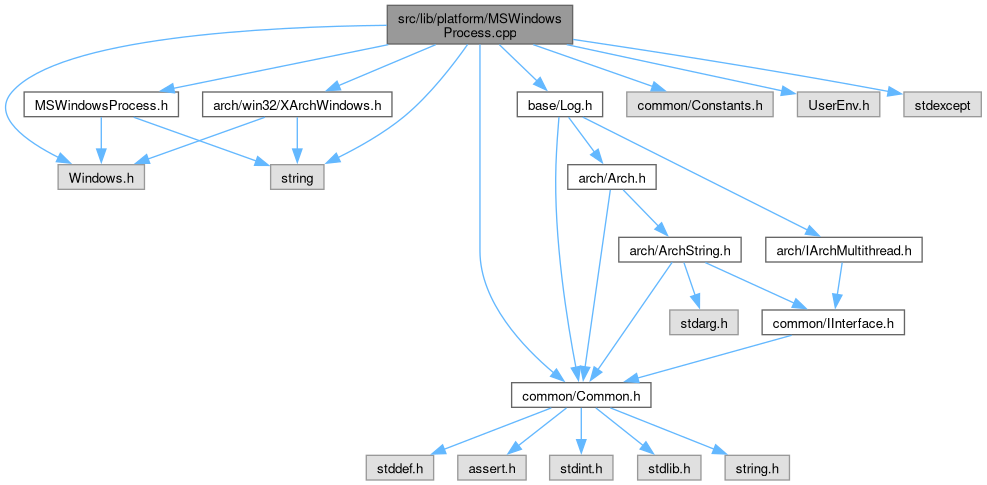 src/lib/platform/MSWindows
Process.cpp
MSWindowsProcess.h
arch/win32/XArchWindows.h
base/Log.h
common/Constants.h
UserEnv.h
stdexcept
Windows.h
string
arch/Arch.h
arch/ArchString.h
arch/IArchMultithread.h
stdarg.h
common/IInterface.h
common/Common.h
stddef.h
assert.h
stdint.h
stdlib.h
string.h